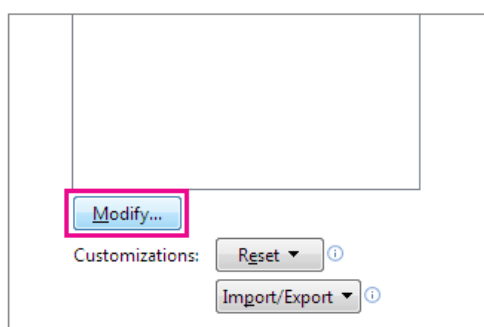 Modify...
Customizations: Reset ▼
Import/Export ▼